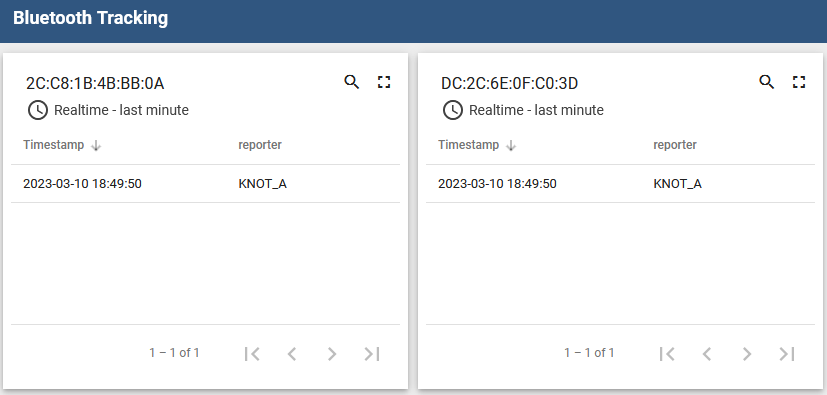 Bluetooth Tracking
2C:C8:1B:4B:BB:0A
Realtime - last minute
Timestamp reporter
2023-03-10 18:49:50 KNOT_A
1 – 1 of 1
DC:2C:6E:0F:C0:3D
Realtime - last minute
Timestamp reporter
2023-03-10 18:49:50 KNOT_A
1 – 1 of 1